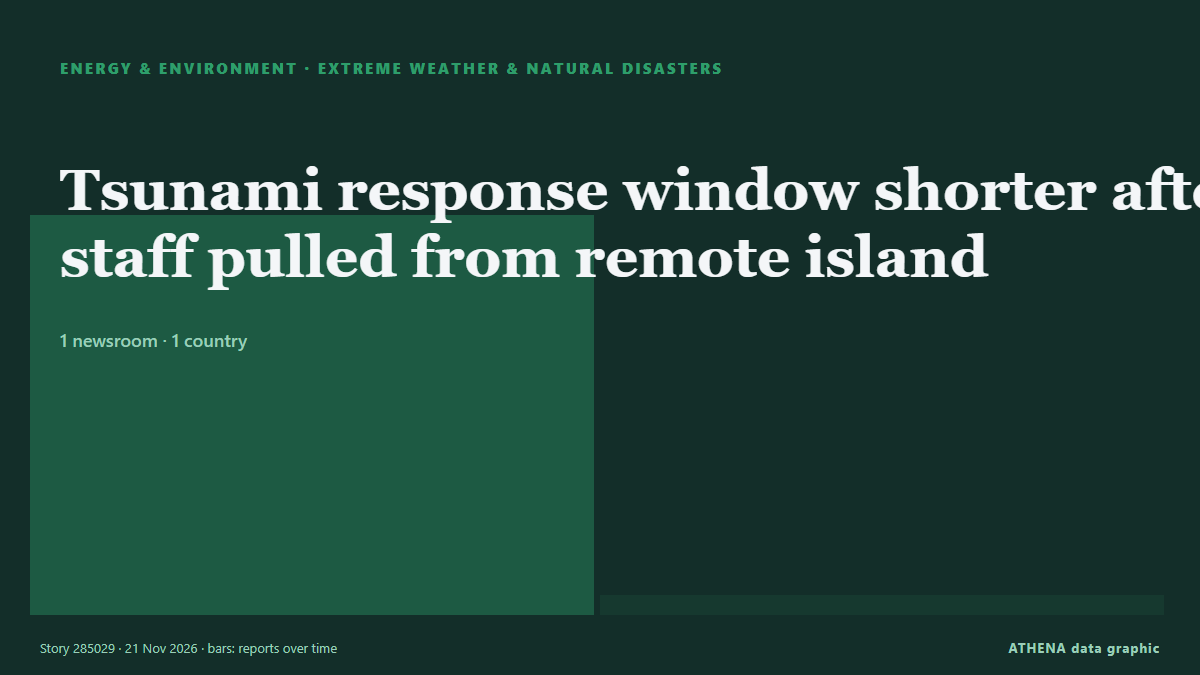 ENERGY & ENVIRONMENT · EXTREME WEATHER & NATURAL DISASTERS
Tsunami response window shorter afte
staff pulled from remote island
1 newsroom · 1 country
Story 285029 · 21 Nov 2026 · bars: reports over time
ATHENA data graphic